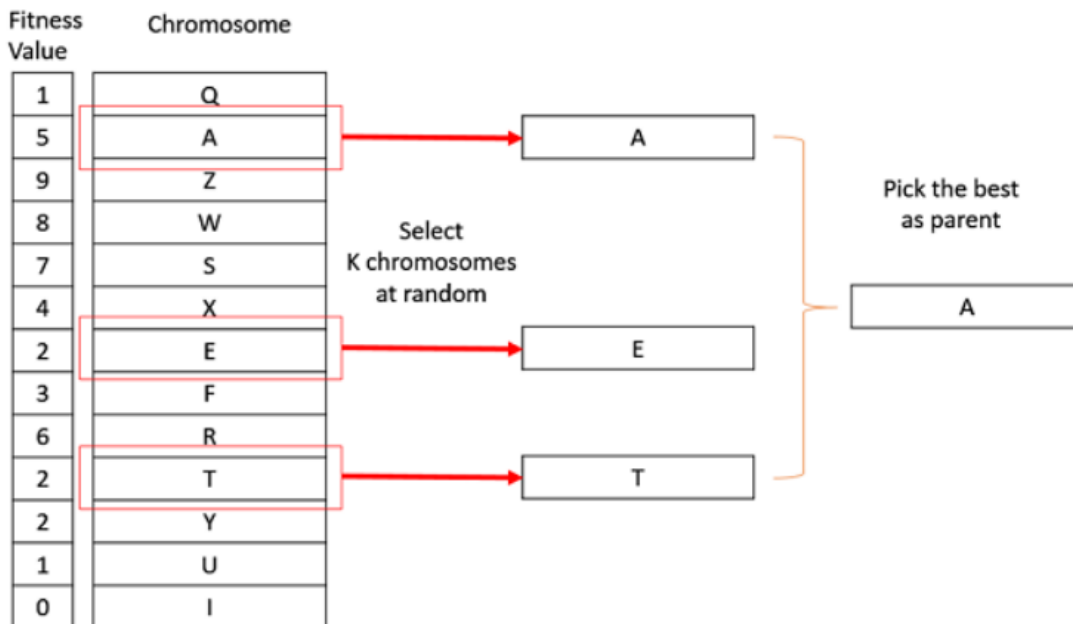 Fitness
Value
Chromosome
1 Q
5 A
9 Z
8 W
7 S
4 X
2 E
3 F
6 R
2 T
2 Y
1 U
0 I
Select
K chromosomes
at random
A
E
T
Pick the best
as parent
A